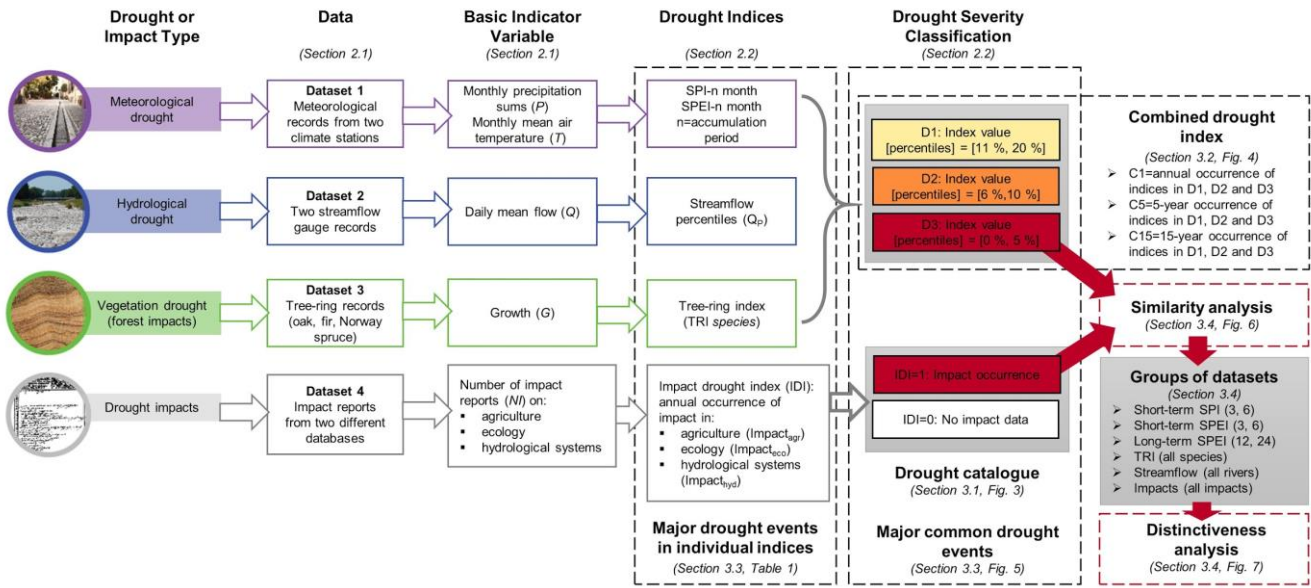 Drought or
Impact Type
Data
(Section 2.1)
Basic Indicator
Variable
(Section 2.1)
Drought Indices
(Section 2.2)
Drought Severity
Classification
(Section 2.2)
Meteorological
drought
Dataset 1
Meteorological
records from two
climate stations
Monthly precipitation
sums (P)
Monthly mean air
temperature (T)
SPI-n month
SPEI-n month
n=accumulation
period
Hydrological
drought
Dataset 2
Two streamflow
gauge records
Daily mean flow (Q)
Streamflow
percentiles (QP)
Vegetation drought
(forest impacts)
Dataset 3
Tree-ring records
(oak, fir, Norway
spruce)
Growth (G)
Tree-ring index
(TRI species)
Drought impacts
Dataset 4
Impact reports
from two different
databases
Number of impact
reports (NI) on:
▪ agriculture
▪ ecology
▪ hydrological systems
Impact drought index (IDI):
annual occurrence of
impact in:
▪ agriculture (Impactagr)
▪ ecology (Impacteco)
▪ hydrological systems
(Impacthyd)
Major drought events
in individual indices
(Section 3.3, Table 1)
D1: Index value
[percentiles] = [11 %, 20 %]
D2: Index value
[percentiles] = [6 %,10 %]
D3: Index value
[percentiles] = [0 %, 5 %]
IDI=1: Impact occurrence
IDI=0: No impact data
Drought catalogue
(Section 3.1, Fig. 3)
Major common drought
events
(Section 3.3, Fig. 5)
Combined drought
index
(Section 3.2, Fig. 4)
➢ C1=annual occurrence of
indices in D1, D2 and D3
➢ C5=5-year occurrence of
indices in D1, D2 and D3
➢ C15=15-year occurrence of
indices in D1, D2 and D3
Similarity analysis
(Section 3.4, Fig. 6)
Groups of datasets
(Section 3.4)
➢ Short-term SPI (3, 6)
➢ Short-term SPEI (3, 6)
➢ Long-term SPEI (12, 24)
➢ TRI (all species)
➢ Streamflow (all rivers)
➢ Impacts (all impacts)
Distinctiveness
analysis
(Section 3.4, Fig. 7)